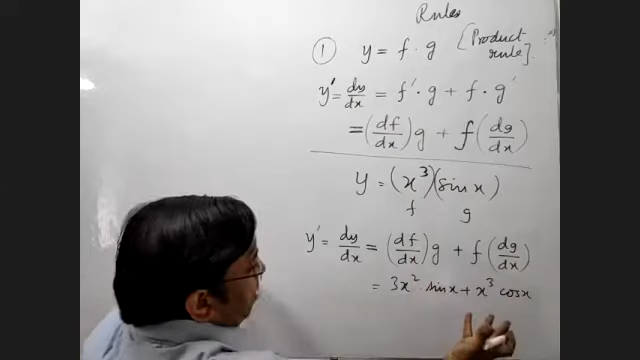 Rules
① y = f · g [Product rule].
y' = dy/dx = f' · g + f · g'
= (df/dx) g + f (dg/dx)
y = (x³)(sin x)
f g
y' = dy/dx = (df/dx) g + f (dg/dx)
= 3x² · sin x + x³ cos x